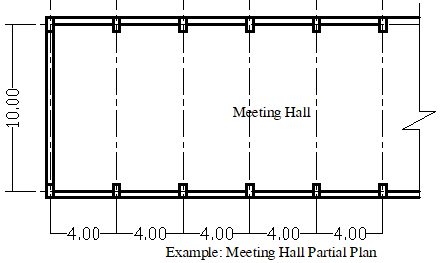 10.00
Meeting Hall
4.00 4.00 4.00 4.00 4.00
Example: Meeting Hall Partial Plan